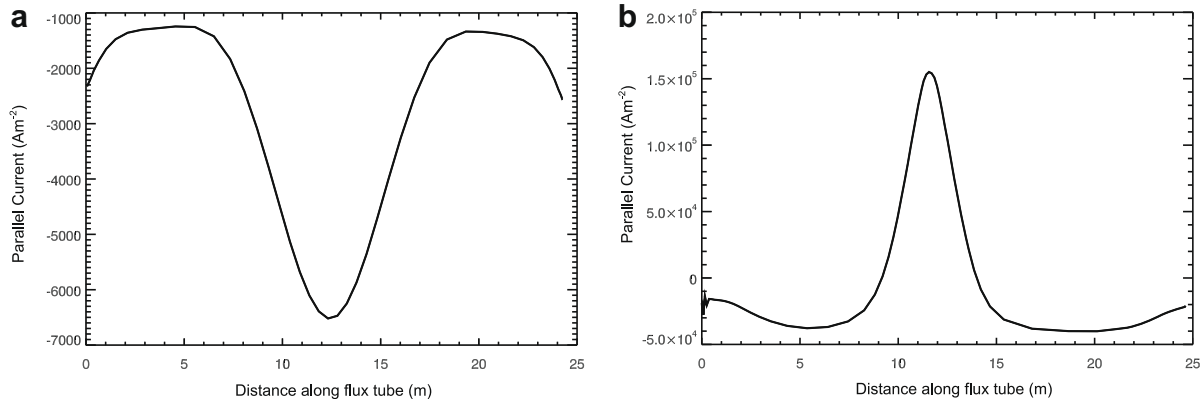 a
-1000
-2000
-3000
-4000
-5000
-6000
-7000
Parallel Current (Am⁻²)
0 5 10 15 20 25
Distance along flux tube (m)
b
2.0×10⁵
1.5×10⁵
1.0×10⁵
5.0×10⁴
0
-5.0×10⁴
Parallel Current (Am⁻²)
0 5 10 15 20 25
Distance along flux tube (m)